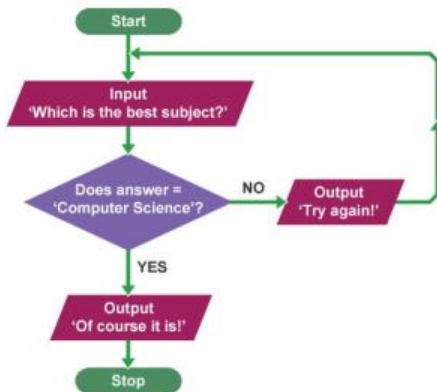 Start
Input
'Which is the best subject?'
Does answer =
'Computer Science'?
NO
Output
'Try again!'
YES
Output
'Of course it is!'
Stop